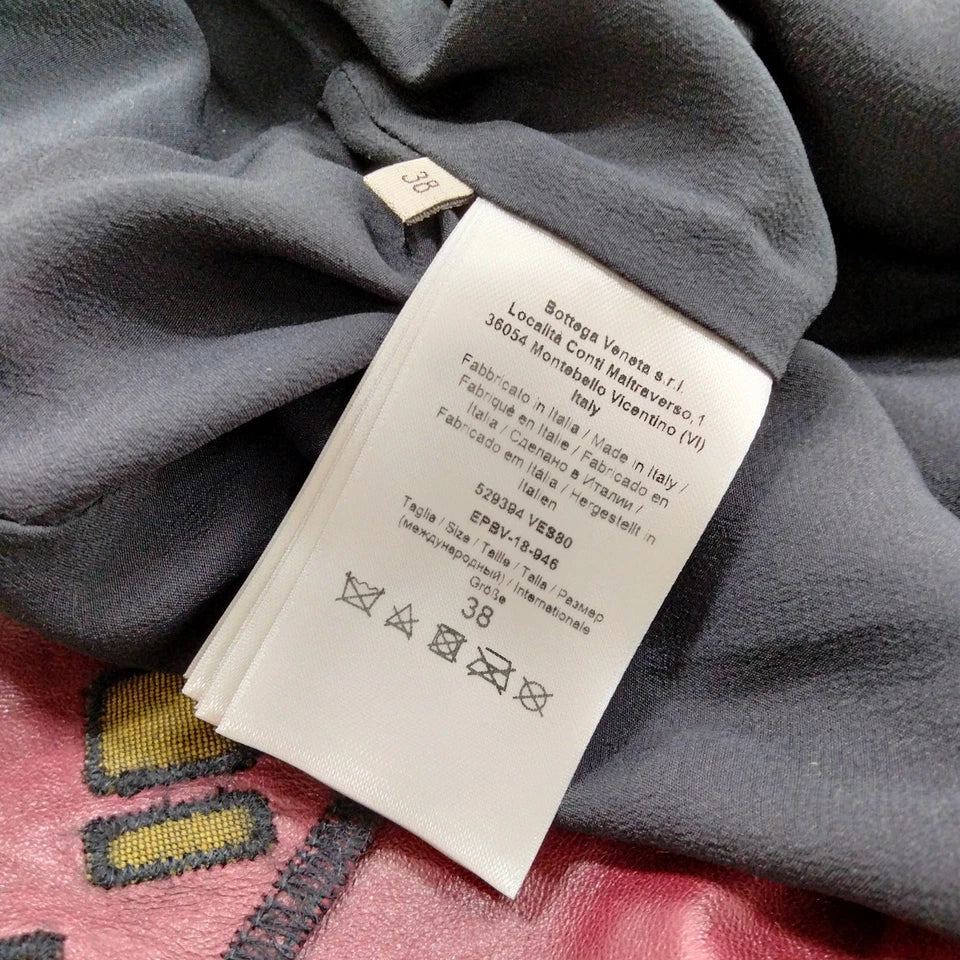 38
Bottega Veneta s.r.l.
Località Conti Maltraverso,1
36054 Montebello Vicentino (VI)
Italy
Fabbricato in Italia / Made in Italy /
Fabriqué en Italie / Fabricado en
Italia / Сделано в Италии /
Fabricado em Itália / Hergestellt in
Italien
529394 VES80
EPBV-18-946
Taglia / Size / Taille / Talla / Размер
(международный) / Internationale
Größe
38